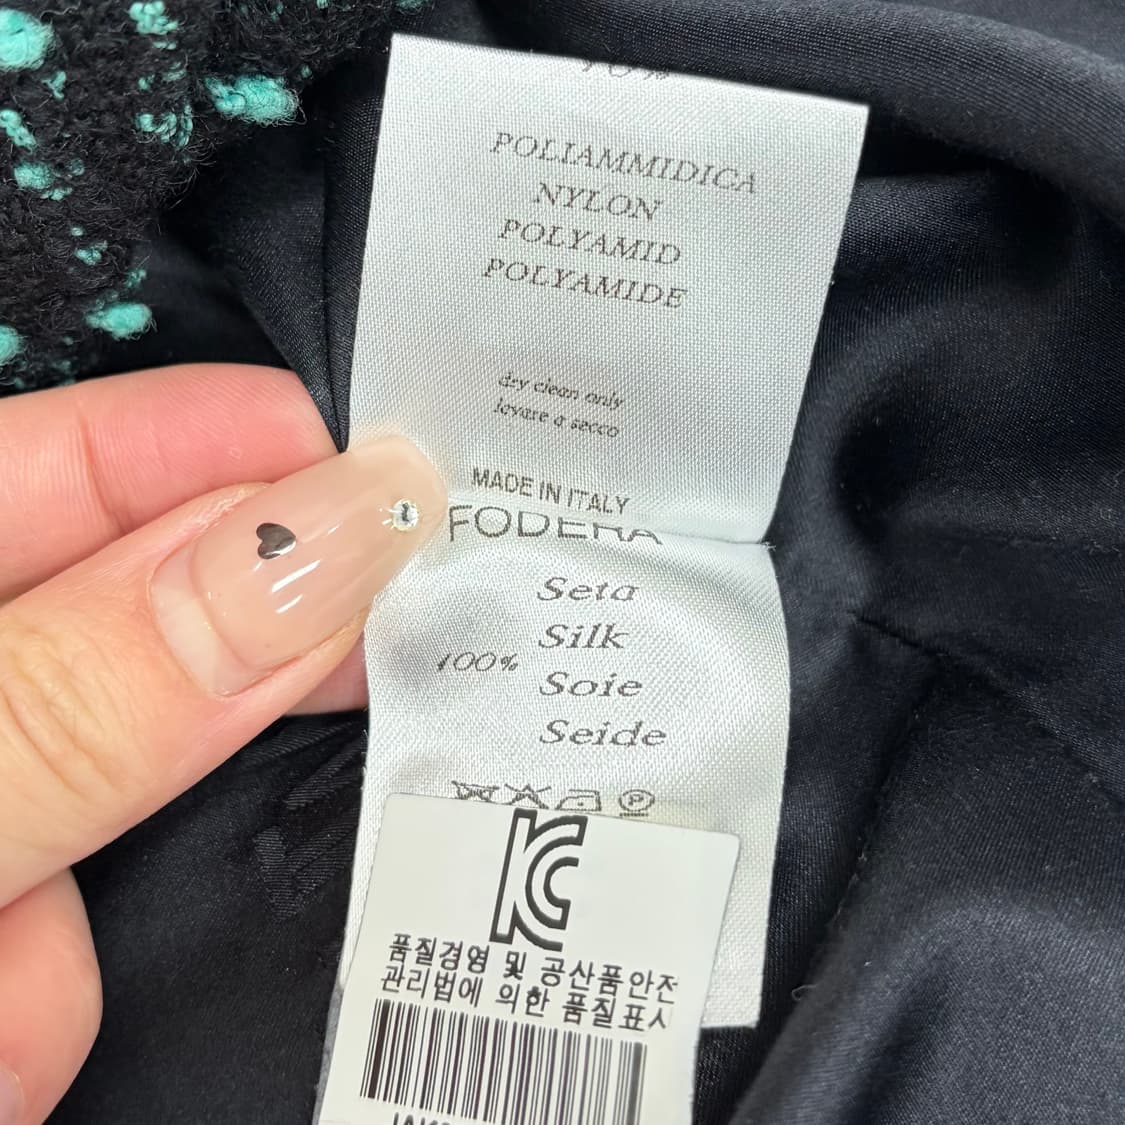 POLIAMMIDICA
NYLON
POLYAMID
POLYAMIDE
dry clean only
lavare a secco
MADE IN ITALY
FODERA
Seta
Silk
100%
Soie
Seide
P
KC
품질경영 및 공산품안전
관리법에 의한 품질표시